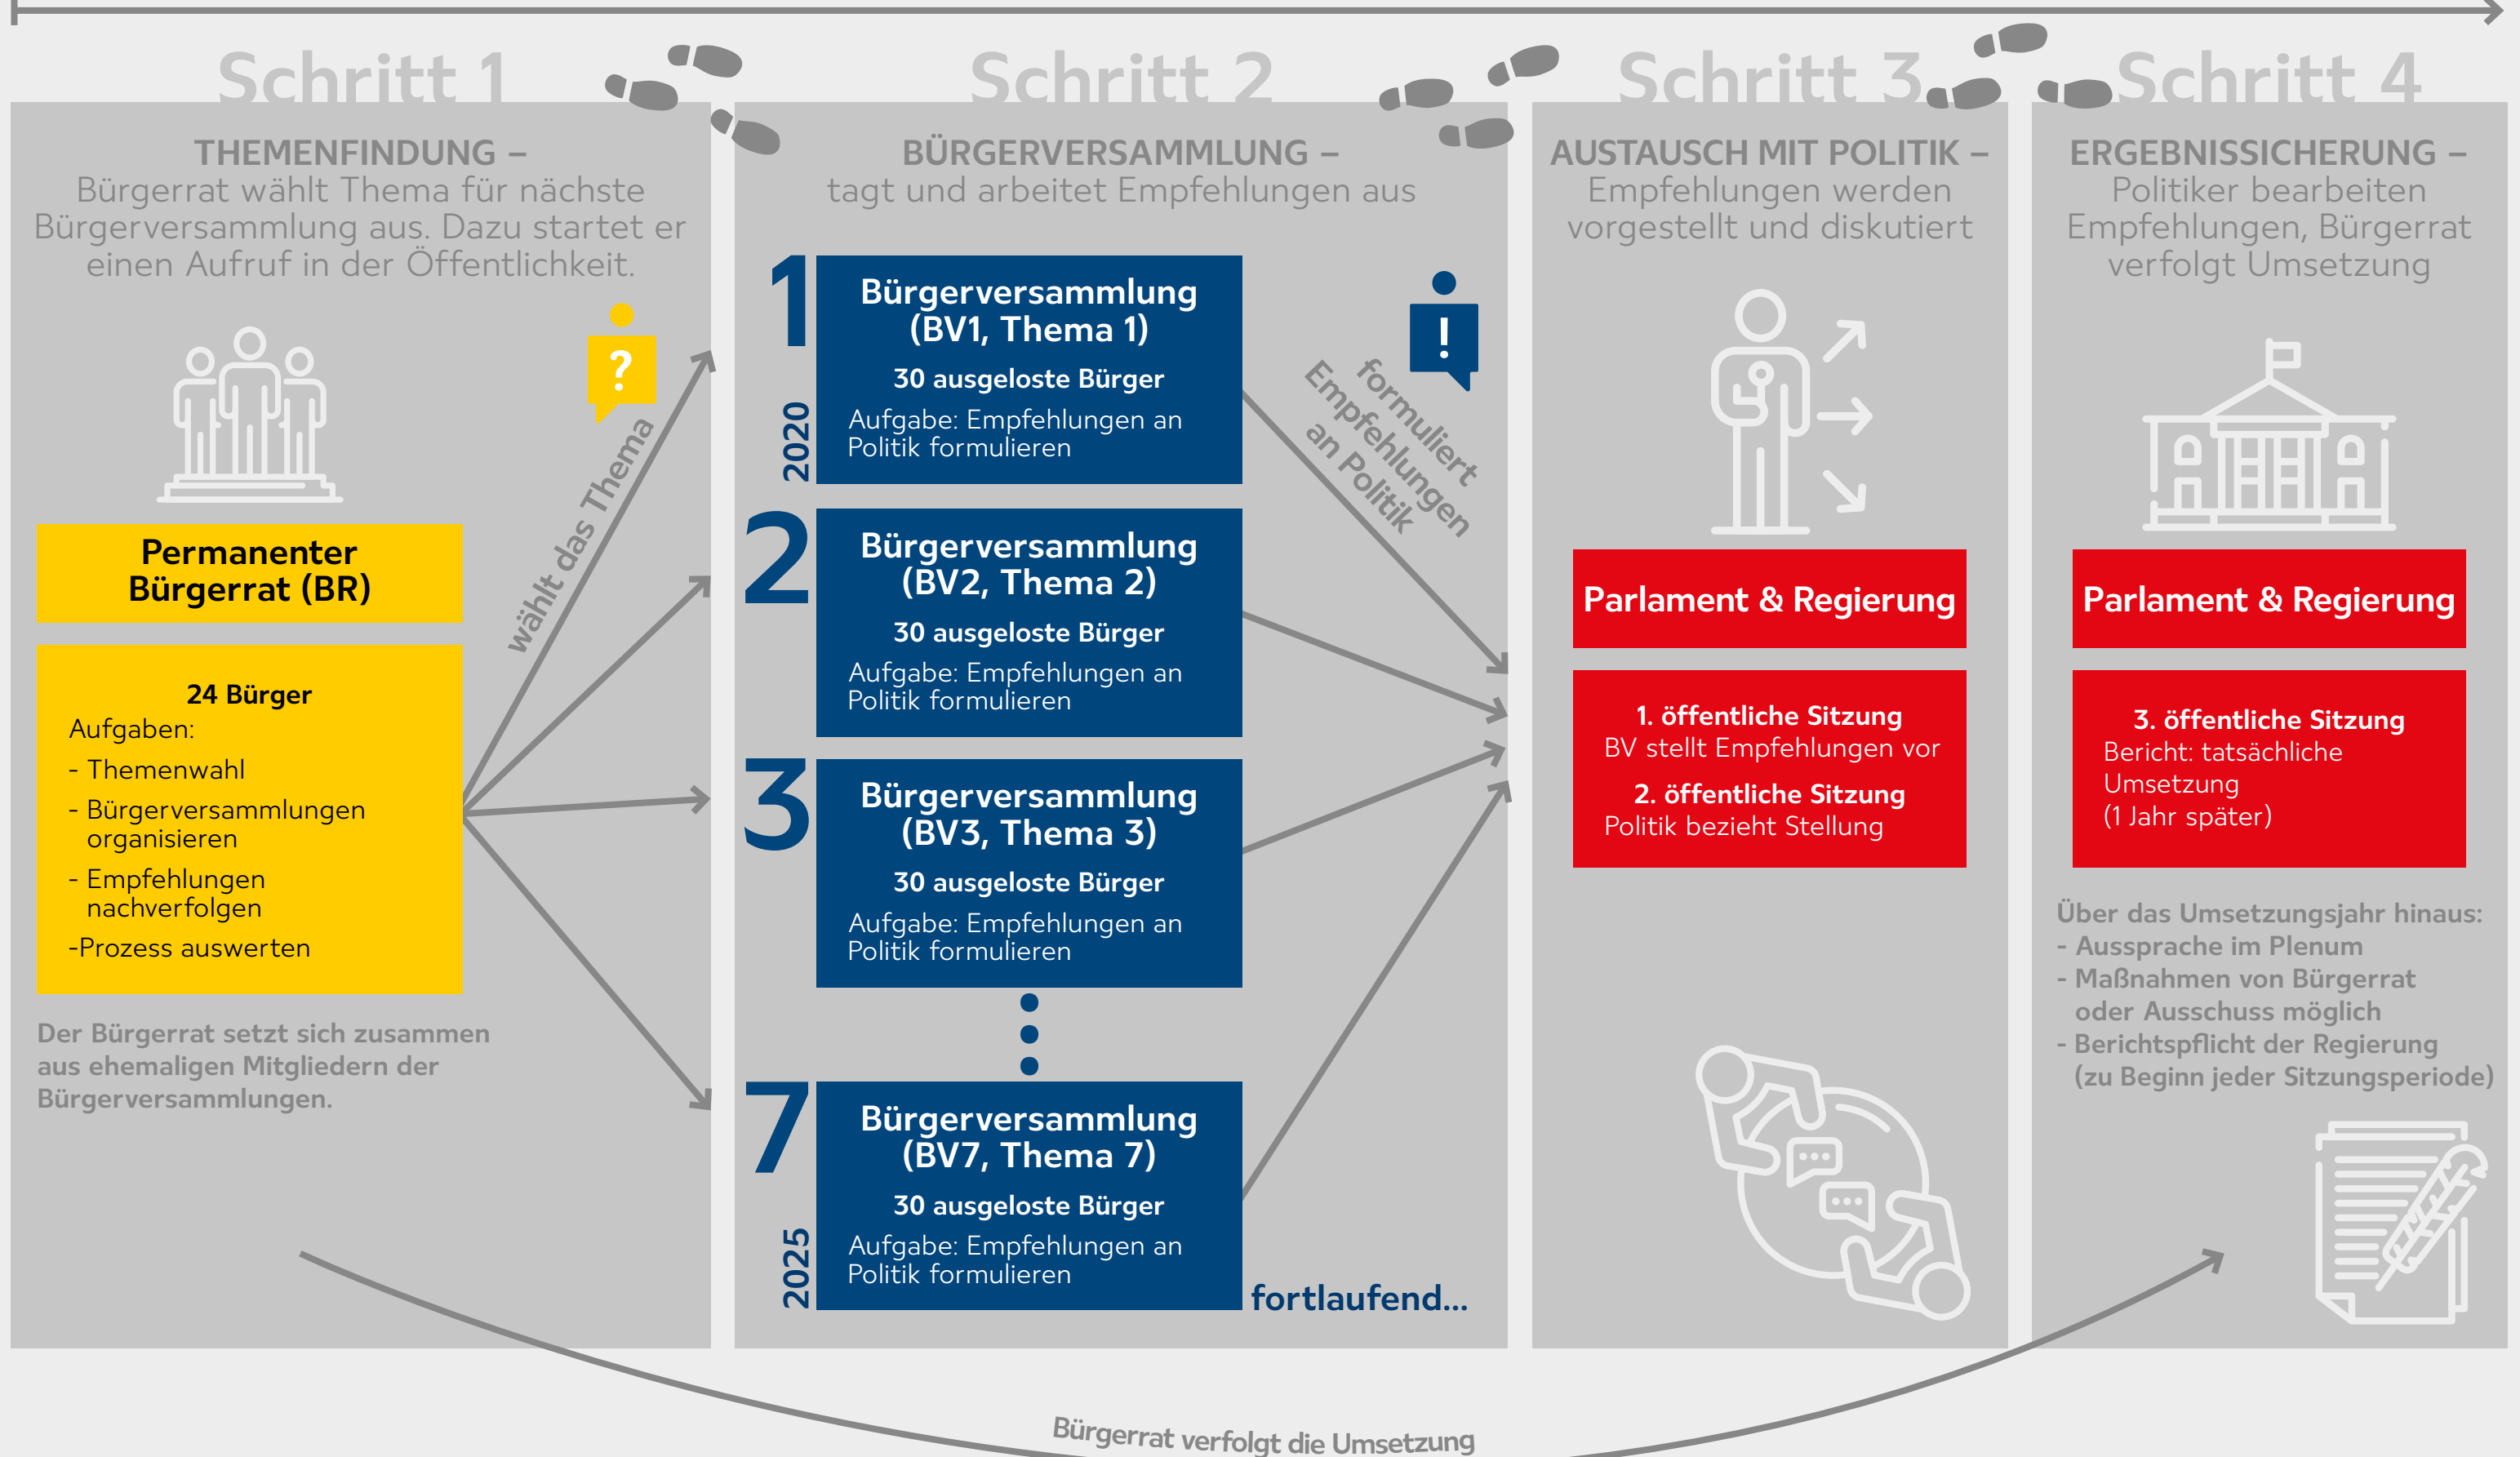 Schritt 1
THEMENFINDUNG –
Bürgerrat wählt Thema für nächste
Bürgerversammlung aus. Dazu startet er
einen Aufruf in der Öffentlichkeit.
?
wählt das Thema
Permanenter
Bürgerrat (BR)
24 Bürger
Aufgaben:
- Themenwahl
- Bürgerversammlungen
organisieren
- Empfehlungen
nachverfolgen
-Prozess auswerten
Der Bürgerrat setzt sich zusammen
aus ehemaligen Mitgliedern der
Bürgerversammlungen.
Schritt 2
BÜRGERVERSAMMLUNG –
tagt und arbeitet Empfehlungen aus
1
2020
Bürgerversammlung
(BV1, Thema 1)
30 ausgeloste Bürger
Aufgabe: Empfehlungen an
Politik formulieren
!
formuliert
Empfehlungen
an Politik
2
Bürgerversammlung
(BV2, Thema 2)
30 ausgeloste Bürger
Aufgabe: Empfehlungen an
Politik formulieren
3
Bürgerversammlung
(BV3, Thema 3)
30 ausgeloste Bürger
Aufgabe: Empfehlungen an
Politik formulieren
7
2025
Bürgerversammlung
(BV7, Thema 7)
30 ausgeloste Bürger
Aufgabe: Empfehlungen an
Politik formulieren
fortlaufend...
Schritt 3
AUSTAUSCH MIT POLITIK –
Empfehlungen werden
vorgestellt und diskutiert
Parlament & Regierung
1. öffentliche Sitzung
BV stellt Empfehlungen vor
2. öffentliche Sitzung
Politik bezieht Stellung
Schritt 4
ERGEBNISSICHERUNG –
Politiker bearbeiten
Empfehlungen, Bürgerrat
verfolgt Umsetzung
Parlament & Regierung
3. öffentliche Sitzung
Bericht: tatsächliche
Umsetzung
(1 Jahr später)
Über das Umsetzungsjahr hinaus:
- Aussprache im Plenum
- Maßnahmen von Bürgerrat
oder Ausschuss möglich
- Berichtspflicht der Regierung
(zu Beginn jeder Sitzungsperiode)
Bürgerrat verfolgt die Umsetzung